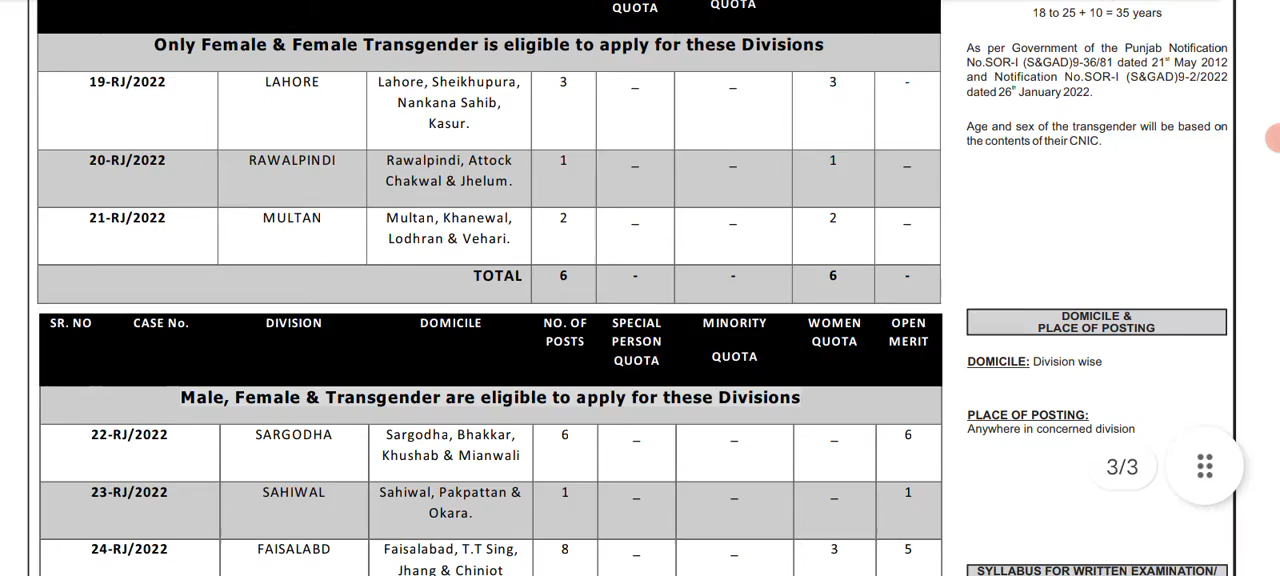 QUOTA QUOTA
Only Female & Female Transgender is eligible to apply for these Divisions
19-RJ/2022 LAHORE Lahore, Sheikhupura, 3 _ _ 3 -
Nankana Sahib,
Kasur.
20-RJ/2022 RAWALPINDI Rawalpindi, Attock 1 _ _ 1 _
Chakwal & Jhelum.
21-RJ/2022 MULTAN Multan, Khanewal, 2 _ _ 2 _
Lodhran & Vehari.
TOTAL 6 - - 6 -
SR. NO CASE No. DIVISION DOMICILE NO. OF SPECIAL MINORITY WOMEN OPEN
POSTS PERSON QUOTA MERIT
QUOTA QUOTA
Male, Female & Transgender are eligible to apply for these Divisions
22-RJ/2022 SARGODHA Sargodha, Bhakkar, 6 _ _ _ 6
Khushab & Mianwali
23-RJ/2022 SAHIWAL Sahiwal, Pakpattan & 1 _ _ _ 1
Okara.
24-RJ/2022 FAISALABD Faisalabad, T.T Sing, 8 _ _ 3 5
Jhang & Chiniot
18 to 25 + 10 = 35 years
As per Government of the Punjab Notification
No.SOR-I (S&GAD)9-36/81 dated 21st May 2012
and Notification No.SOR-I (S&GAD)9-2/2022
dated 26th January 2022.
Age and sex of the transgender will be based on
the contents of their CNIC.
DOMICILE &
PLACE OF POSTING
DOMICILE: Division wise
PLACE OF POSTING:
Anywhere in concerned division
3/3
SYLLABUS FOR WRITTEN EXAMINATION/